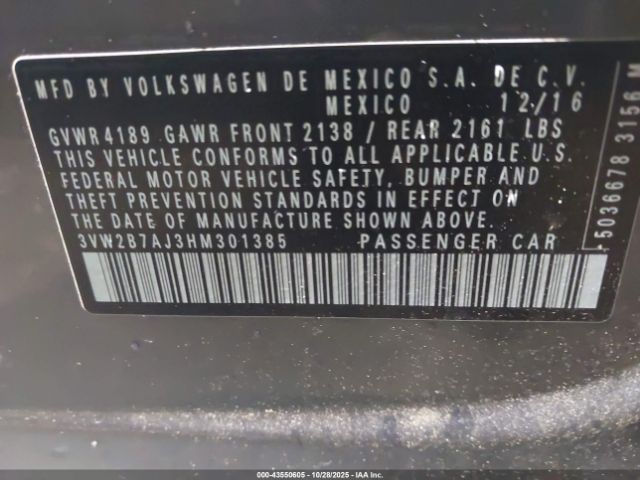 MFD BY VOLKSWAGEN DE MEXICO S.A. DE C.V.
MEXICO 12/16
GVWR 4189 GAWR FRONT 2138 / REAR 2161 LBS
THIS VEHICLE CONFORMS TO ALL APPLICABLE U.S.
FEDERAL MOTOR VEHICLE SAFETY, BUMPER AND
THEFT PREVENTION STANDARDS IN EFFECT ON
THE DATE OF MANUFACTURE SHOWN ABOVE.
3VW2B7AJ3HM301385 PASSENGER CAR
5036678 3156 M
000-43550605 - 10/28/2025 - IAAI Inc.